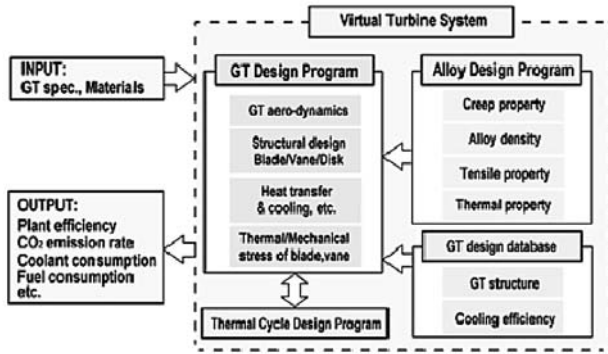 Virtual Turbine System
INPUT:
GT spec., Materials
OUTPUT:
Plant efficiency
CO₂ emission rate
Coolant consumption
Fuel consumption
etc.
GT Design Program
GT aero-dynamics
Structural design
Blade/Vane/Disk
Heat transfer
& cooling, etc.
Thermal/Mechanical
stress of blade,vane
Thermal Cycle Design Program
Alloy Design Program
Creep property
Alloy density
Tensile property
Thermal property
GT design database
GT structure
Cooling efficiency